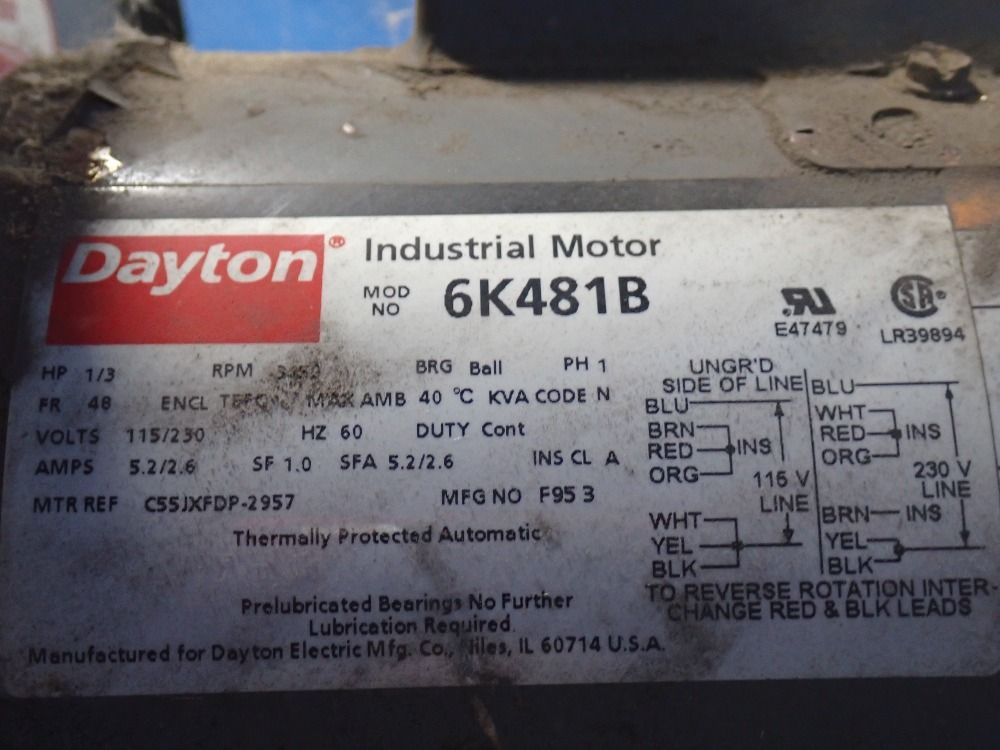 Dayton® Industrial Motor
MOD NO 6K481B
E47479
LR39894
HP 1/3 RPM BRG Ball PH 1
FR 48 ENCL MAX AMB 40 °C KVA CODE N
VOLTS 115/230 HZ 60 DUTY Cont
AMPS 5.2/2.6 SF 1.0 SFA 5.2/2.6 INS CL A
MTR REF C55JXFDP-2957 MFG NO F95 3
Thermally Protected Automatic
Prelubricated Bearings No Further
Lubrication Required.
Manufactured for Dayton Electric Mfg. Co., Niles, IL 60714 U.S.A.
UNGR'D
SIDE OF LINE
BLU
BRN
RED INS
ORG
115 V
LINE
WHT
YEL
BLK
BLU
WHT
RED INS
ORG
230 V
LINE
BRN INS
YEL
BLK
TO REVERSE ROTATION INTER-
CHANGE RED & BLK LEADS